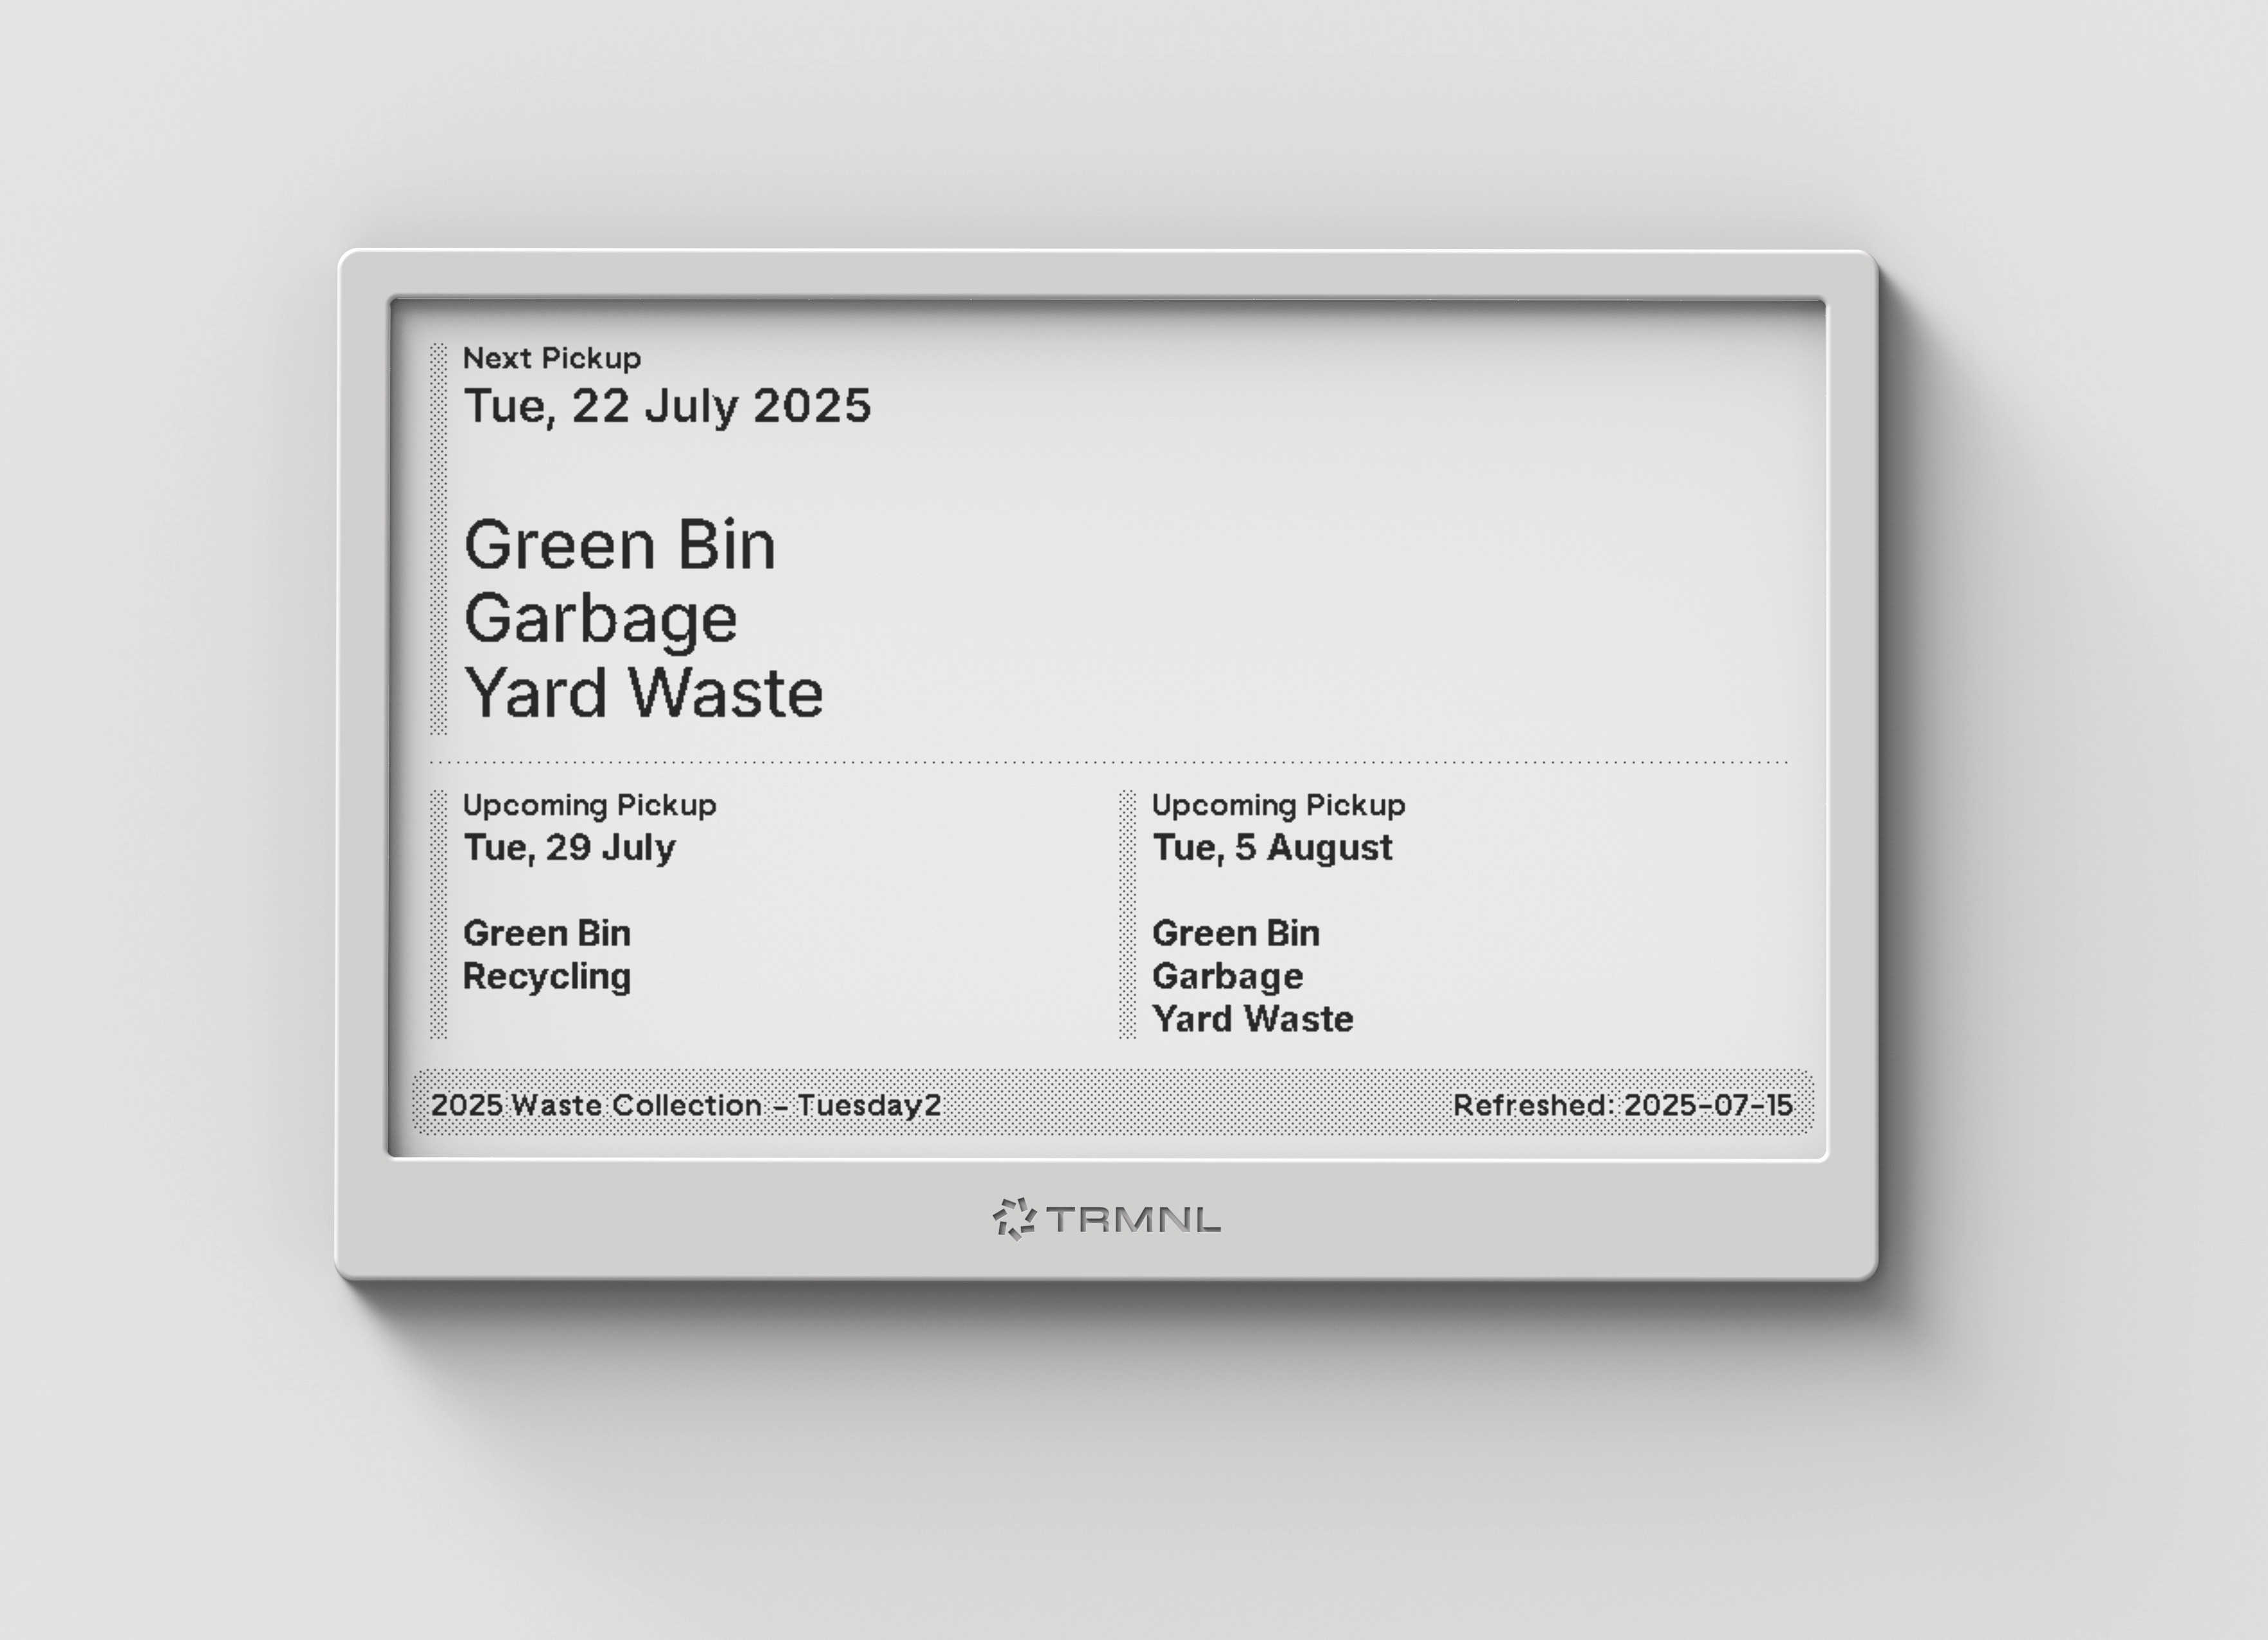 Next Pickup
Tue, 22 July 2025
Green Bin
Garbage
Yard Waste
Upcoming Pickup
Tue, 29 July
Green Bin
Recycling
Upcoming Pickup
Tue, 5 August
Green Bin
Garbage
Yard Waste
2025 Waste Collection - Tuesday2
Refreshed: 2025-07-15
TRMNL